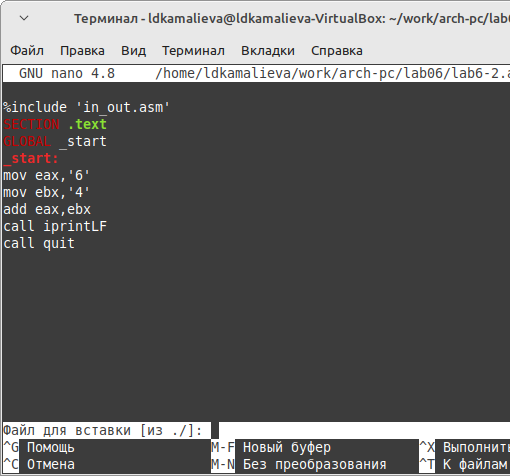 Терминал - ldkamalieva@ldkamalieva-VirtualBox: ~/work/arch-pc/lab
Файл Правка Вид Терминал Вкладки Справка
GNU nano 4.8 /home/ldkamalieva/work/arch-pc/lab06/lab6-2.a
%include 'in_out.asm'
SECTION .text
GLOBAL _start
_start:
mov eax,'6'
mov ebx,'4'
add eax,ebx
call iprintLF
call quit
Файл для вставки [из ./]:
^G Помощь M-F Новый буфер ^X Выполнить
^C Отмена M-N Без преобразования ^T К файлам